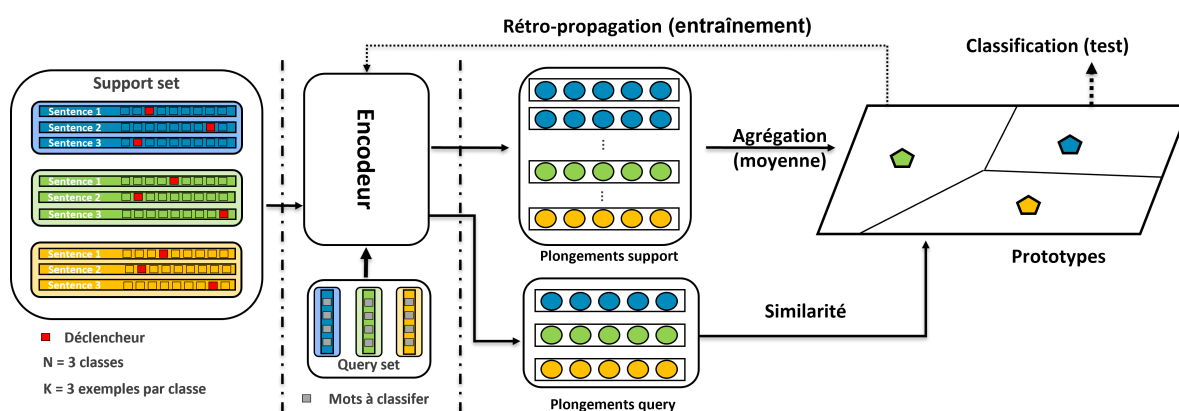 Rétro-propagation (entraînement)
Classification (test)
Support set
Sentence 1
Sentence 2
Sentence 3
Sentence 1
Sentence 2
Sentence 3
Sentence 1
Sentence 2
Sentence 3
Déclencheur
N = 3 classes
K = 3 exemples par classe
Encodeur
Query set
Mots à classifer
Plongements support
Plongements query
Agrégation
(moyenne)
Similarité
Prototypes